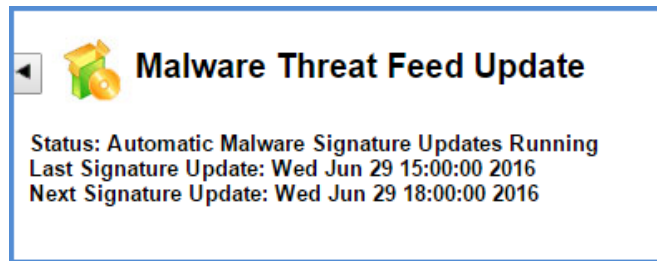 Malware Threat Feed Update
Status: Automatic Malware Signature Updates Running
Last Signature Update: Wed Jun 29 15:00:00 2016
Next Signature Update: Wed Jun 29 18:00:00 2016